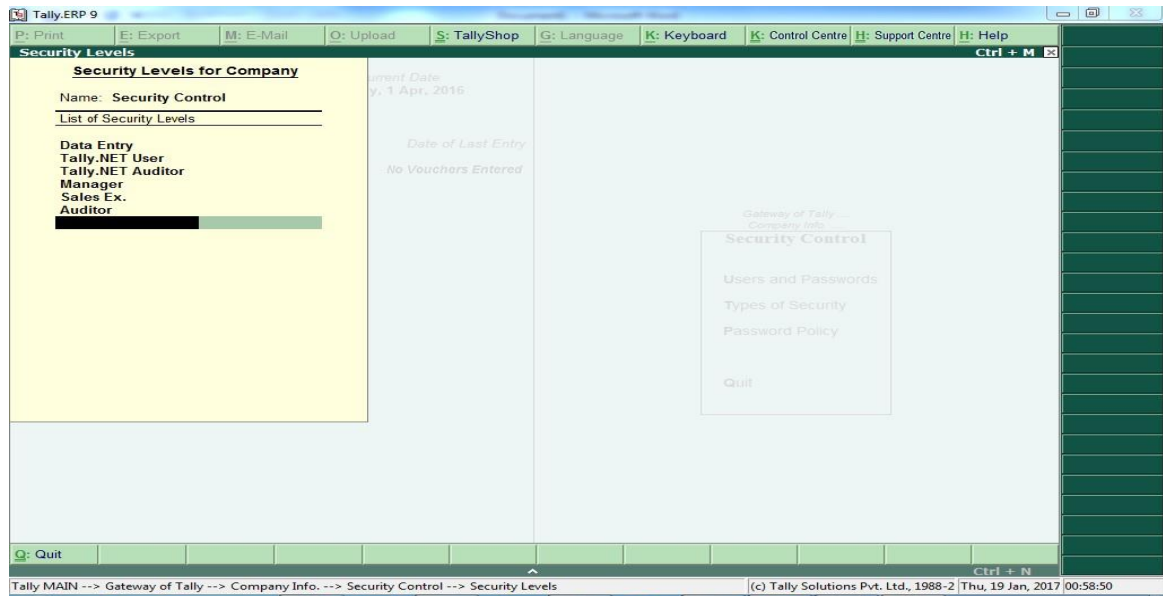 Tally.ERP 9
P: Print E: Export M: E-Mail O: Upload S: TallyShop G: Language K: Keyboard K: Control Centre H: Support Centre H: Help
Security Levels Ctrl + M
Security Levels for Company
Name: Security Control
List of Security Levels
Data Entry
Tally.NET User
Tally.NET Auditor
Manager
Sales Ex.
Auditor
Date
1 Apr, 2016
Date of Last Entry
No Vouchers Entered
Gateway of Tally ...
Company Info. ...
Security Control
Users and Passwords
Types of Security
Password Policy
Quit
Q: Quit
Ctrl + N
Tally MAIN --> Gateway of Tally --> Company Info. --> Security Control --> Security Levels (c) Tally Solutions Pvt. Ltd., 1988-2 Thu, 19 Jan, 2017 00:58:50